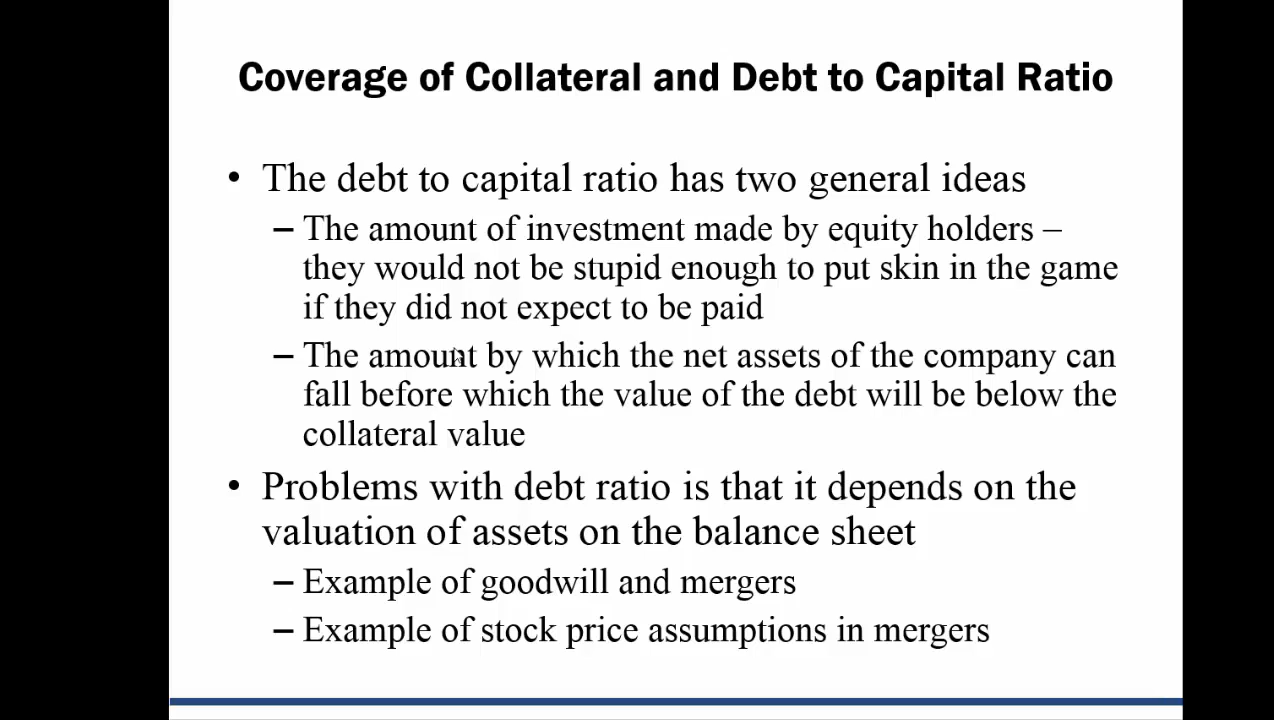 Coverage of Collateral and Debt to Capital Ratio
• The debt to capital ratio has two general ideas
– The amount of investment made by equity holders –
they would not be stupid enough to put skin in the game
if they did not expect to be paid
– The amount by which the net assets of the company can
fall before which the value of the debt will be below the
collateral value
• Problems with debt ratio is that it depends on the
valuation of assets on the balance sheet
– Example of goodwill and mergers
– Example of stock price assumptions in mergers